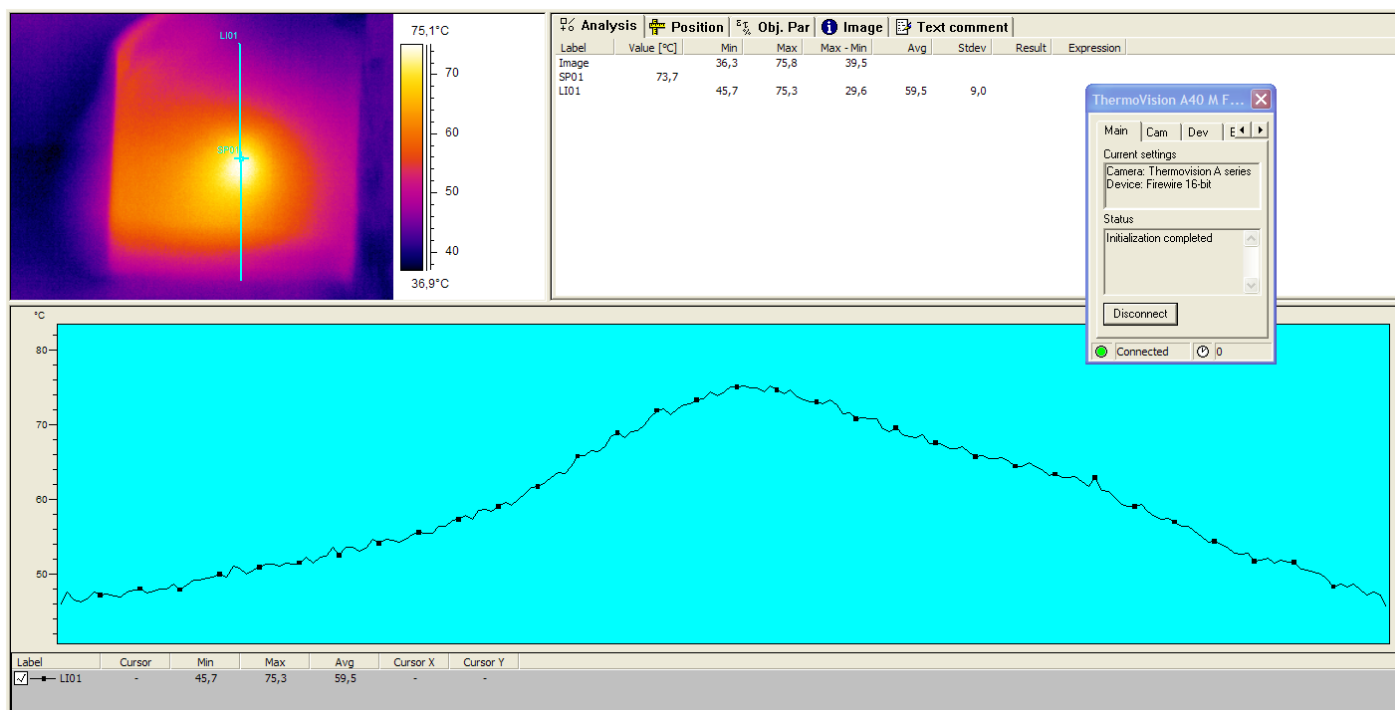 LI01
SP01
75,1°C
70
60
50
40
36,9°C
Analysis Position Obj. Par Image Text comment
Label Value [°C] Min Max Max - Min Avg Stdev Result Expression
Image 36,3 75,8 39,5
SP01 73,7
LI01 45,7 75,3 29,6 59,5 9,0
ThermoVision A40 M F...
Main Cam Dev
Current settings
Camera: Thermovision A series
Device: Firewire 16-bit
Status
Initialization completed
Disconnect
Connected 0
°C
80
70
60
50
Label Cursor Min Max Avg Cursor X Cursor Y
LI01 - 45,7 75,3 59,5 - -